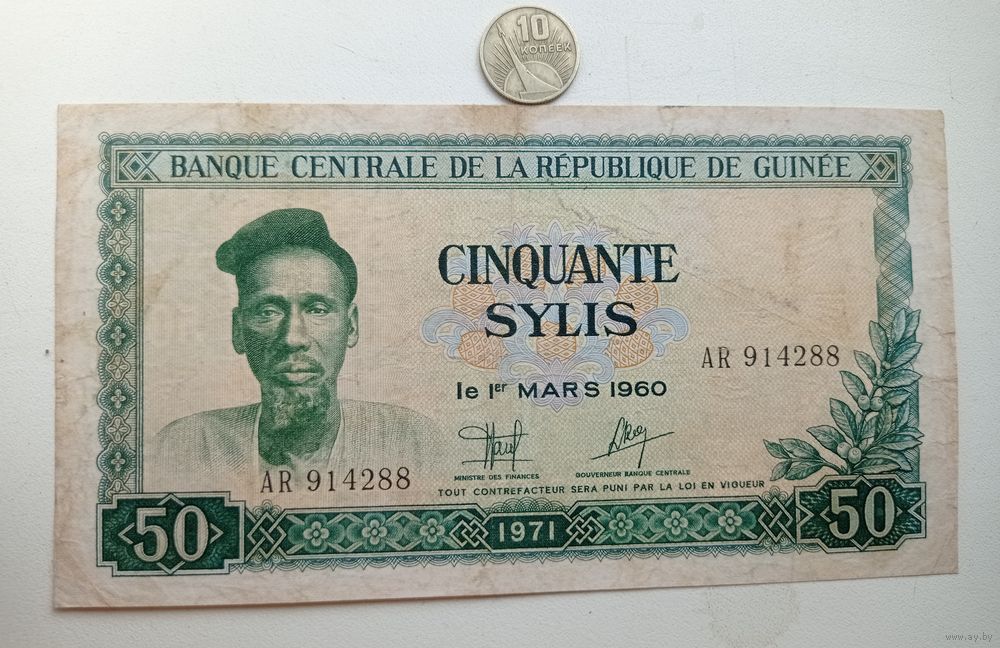 10
КОПЕЕК
BANQUE CENTRALE DE LA RÉPUBLIQUE DE GUINÉE
CINQUANTE
SYLIS
AR 914288
le 1er MARS 1960
AR 914288
MINISTRE DES FINANCES GOUVERNEUR BANQUE CENTRALE
TOUT CONTREFACTEUR SERA PUNI PAR LA LOI EN VIGUEUR
50 1971 50
www.ay.by